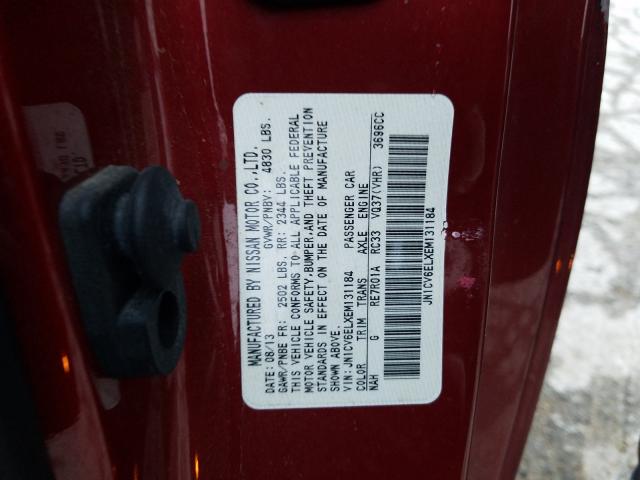 MANUFACTURED BY NISSAN MOTOR CO.,LTD.
DATE: 08/13 GVWR/PNBV: 4830 LBS.
GAWR/PNBE FR: 2502 LBS. RR: 2344 LBS.
THIS VEHICLE CONFORMS TO ALL APPLICABLE FEDERAL
MOTOR VEHICLE SAFETY,BUMPER,AND THEFT PREVENTION
STANDARDS IN EFFECT ON THE DATE OF MANUFACTURE
SHOWN ABOVE.
VIN:JN1CV6ELXEM131184 PASSENGER CAR
COLOR TRIM TRANS AXLE ENGINE
NAH G RE7R01A RC33 VQ37(VHR) 3696CC
JN1CV6ELXEM131184